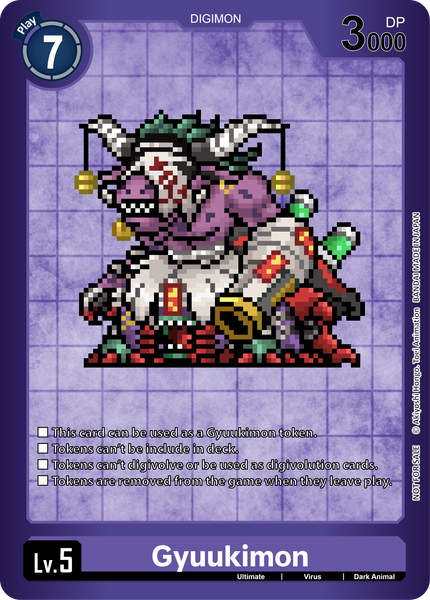 Play
7
DIGIMON
DP
3000
This card can be used as a Gyuukimon token.
Tokens can't be include in deck.
Tokens can't digivolve or be used as digivolution cards.
Tokens are removed from the game when they leave play.
NOT FOR SALE © Akiyoshi Hongo, Toei Animation BANDAI MADE IN JAPAN
Lv.5
Gyuukimon
Ultimate | Virus | Dark Animal